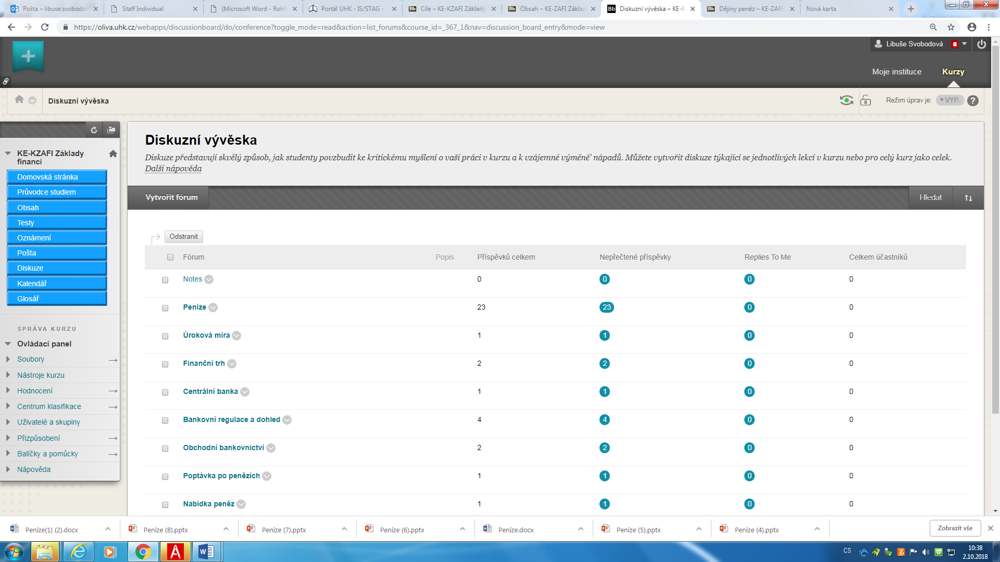 Pošta – libuse.svobodov
Staff Individual
(Microsoft Word - Rohl
Portál UHK - IS/STAG -
Bb Cíle – KE-KZAFI Základy
Bb Obsah – KE-ZAFI Základ
Bb Diskuzní vývěska – KE-K
Bb Dějiny peněz – KE-ZAFI
Nová karta
https://oliva.uhk.cz/webapps/discussionboard/do/conference?toggle_mode=read&action=list_forums&course_id=_367_1&nav=discussion_board_entry&mode=view
Libuše Svobodová 8
Moje instituce Kurzy
Diskuzní vývěska
0 Režim úprav je: VYP. ?
KE-KZAFI Základy
financí
Domovská stránka
Průvodce studiem
Obsah
Testy
Oznámení
Pošta
Diskuze
Kalendář
Glosář
SPRÁVA KURZU
Ovládací panel
Soubory
Nástroje kurzu
Hodnocení
Centrum klasifikace
Uživatelé a skupiny
Přizpůsobení
Balíčky a pomůcky
Nápověda
Diskuzní vývěska
Diskuze představují skvělý způsob, jak studenty povzbudit ke kritickému myšlení o vaší práci v kurzu a k vzájemné výměně' nápadů. Můžete vytvořit diskuze týkající se jednotlivých lekcí v kurzu nebo pro celý kurz jako celek.
Další nápověda
Vytvořit fórum Hledat
Odstranit
Fórum Popis Příspěvků celkem Nepřečtené příspěvky Replies To Me Celkem účastníků
Notes 0 0 0 0
Peníze 23 23 0 0
Úroková míra 1 1 0 0
Finanční trh 2 2 0 0
Centrální banka 1 1 0 0
Bankovní regulace a dohled 4 4 0 0
Obchodní bankovnictví 2 2 0 0
Poptávka po penězích 1 1 0 0
Nabídka peněz 1 1 0 0
Peníze(1) (2).docx
Peníze (8).pptx
Peníze (7).pptx
Peníze (6).pptx
Peníze.docx
Peníze (5).pptx
Peníze (4).pptx
Zobrazit vše
CS
10:38
2.10.2018